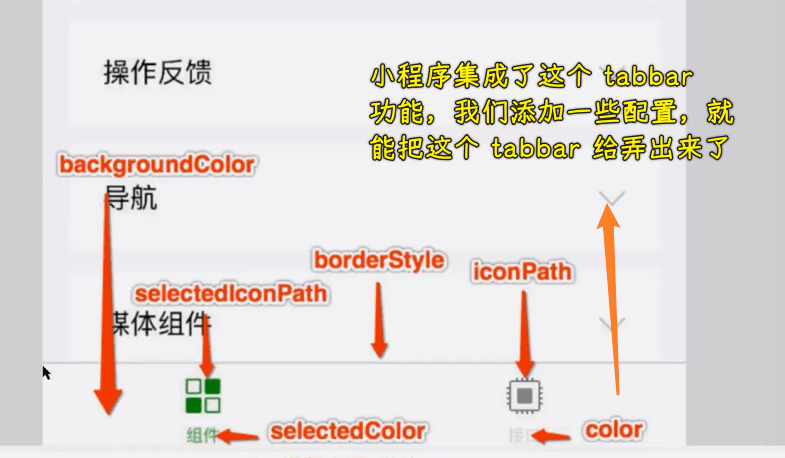 操作反馈
小程序集成了这个 tabbar
功能，我们添加一些配置，就
能把这个 tabbar 给弄出来了
backgroundColor
导航
borderStyle
iconPath
selectedIconPath
媒体组件
组件
selectedColor
接口
color